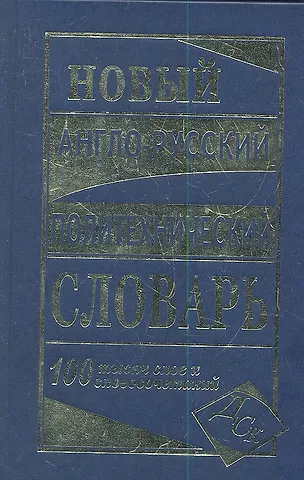 НОВЫЙ
АНГЛО-РУССКИЙ
ПОЛИТЕХНИЧЕСКИЙ
СЛОВАРЬ
100 тысяч слов и
словосочетаний
ДСК